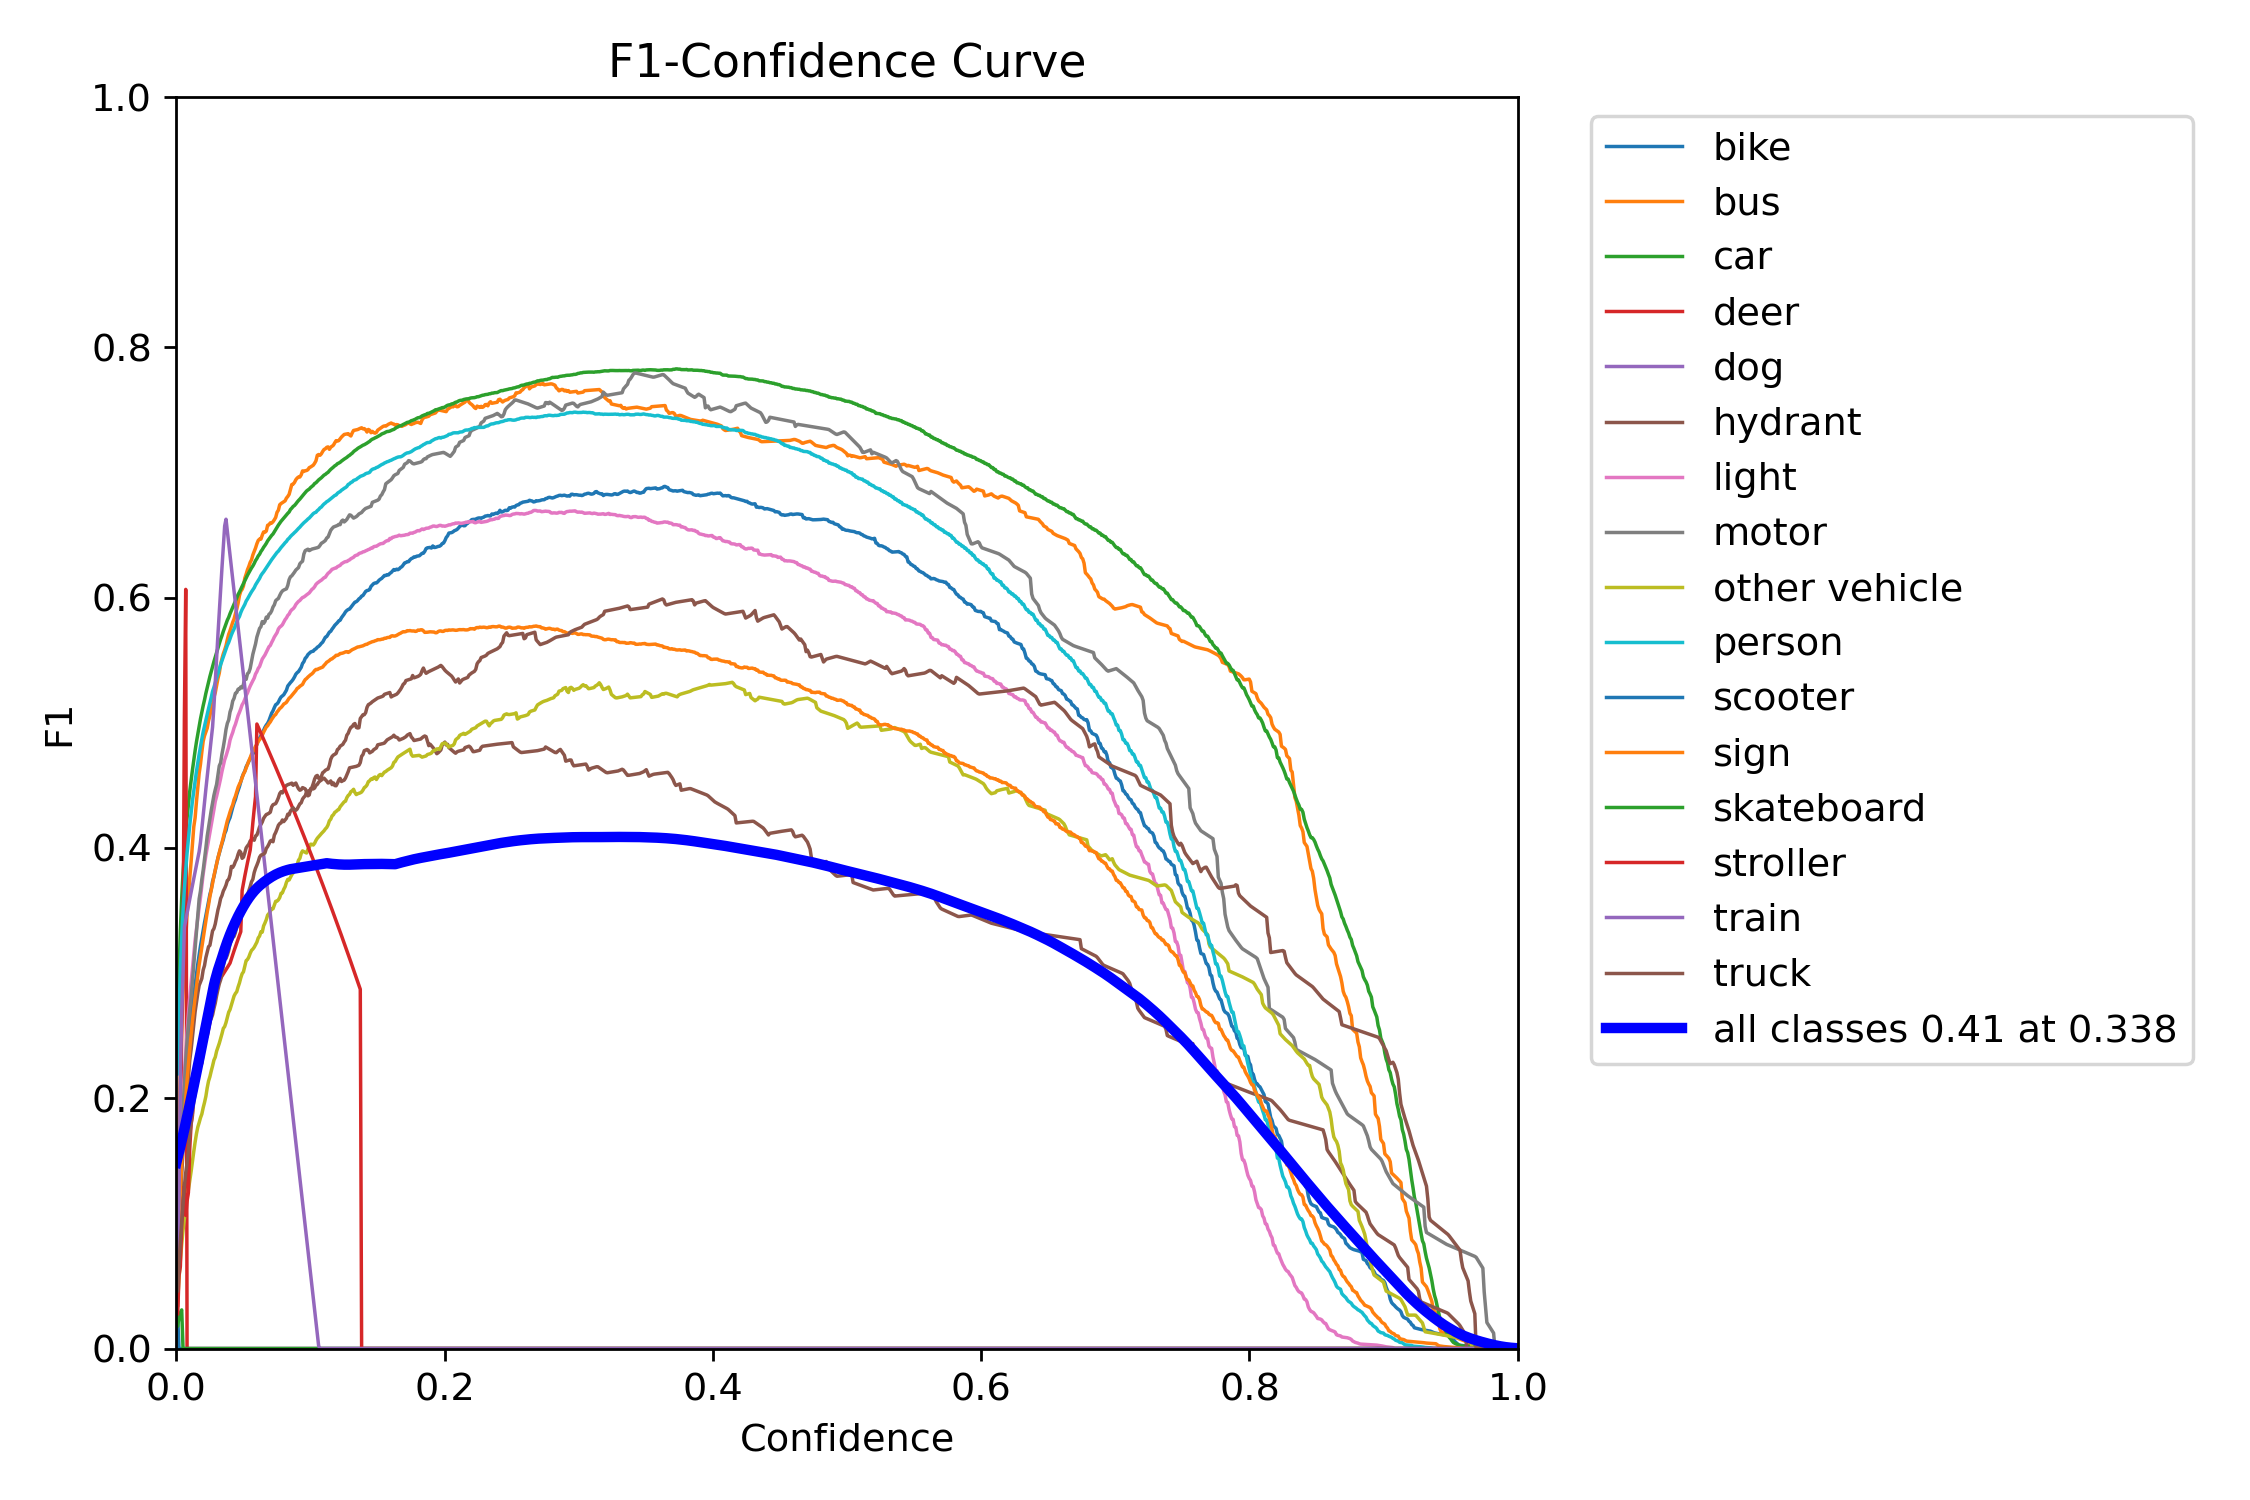 F1-Confidence Curve
1.0
0.8
0.6
0.4
0.2
0.0
F1
0.0 0.2 0.4 0.6 0.8 1.0
Confidence
bike
bus
car
deer
dog
hydrant
light
motor
other vehicle
person
scooter
sign
skateboard
stroller
train
truck
all classes 0.41 at 0.338